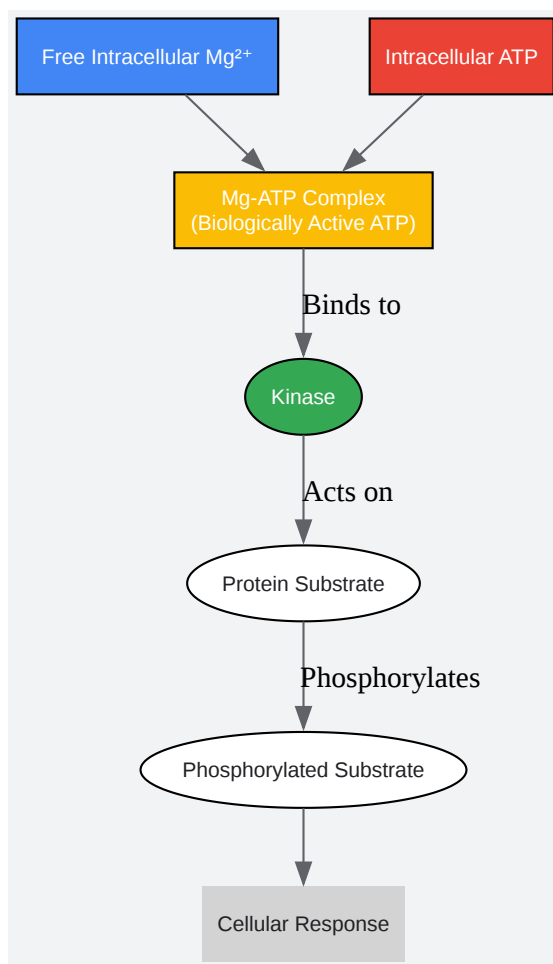 Free Intracellular Mg²⁺
Intracellular ATP
Mg-ATP Complex
(Biologically Active ATP)
Binds to
Kinase
Acts on
Protein Substrate
Phosphorylates
Phosphorylated Substrate
Cellular Response